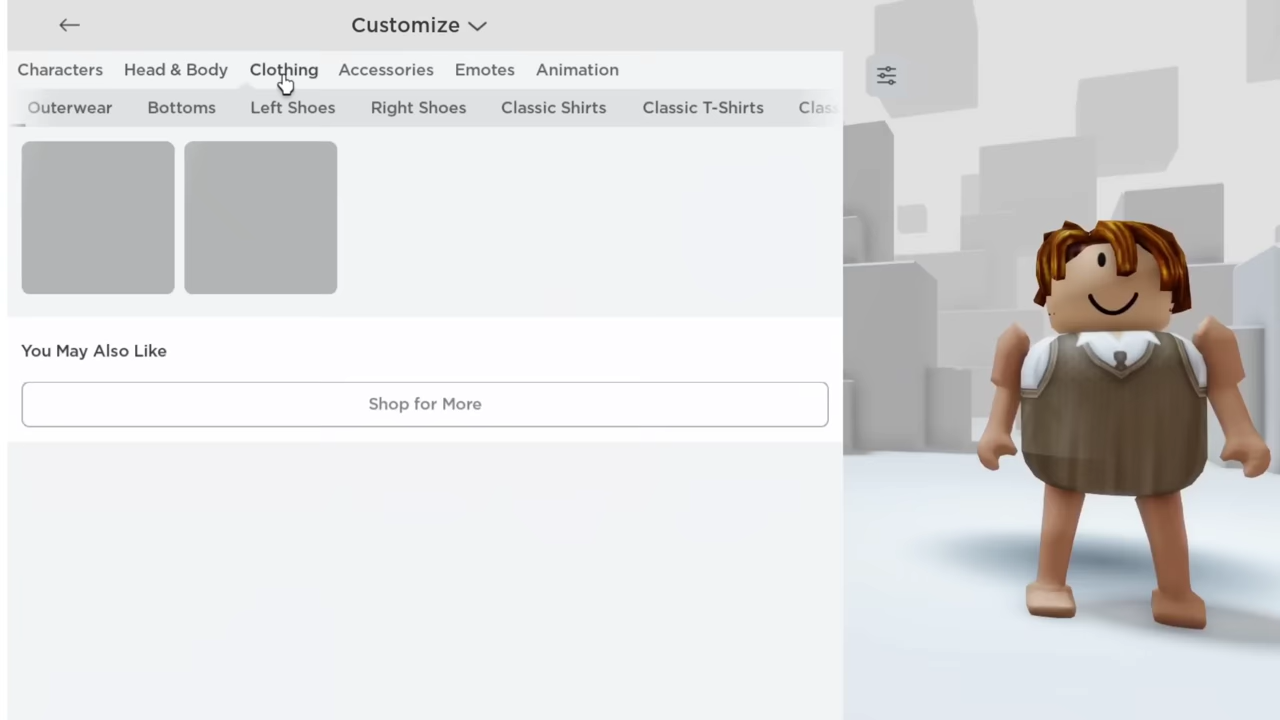 Customize
Characters Head & Body Clothing Accessories Emotes Animation
Outerwear Bottoms Left Shoes Right Shoes Classic Shirts Classic T-Shirts Clas
You May Also Like
Shop for More